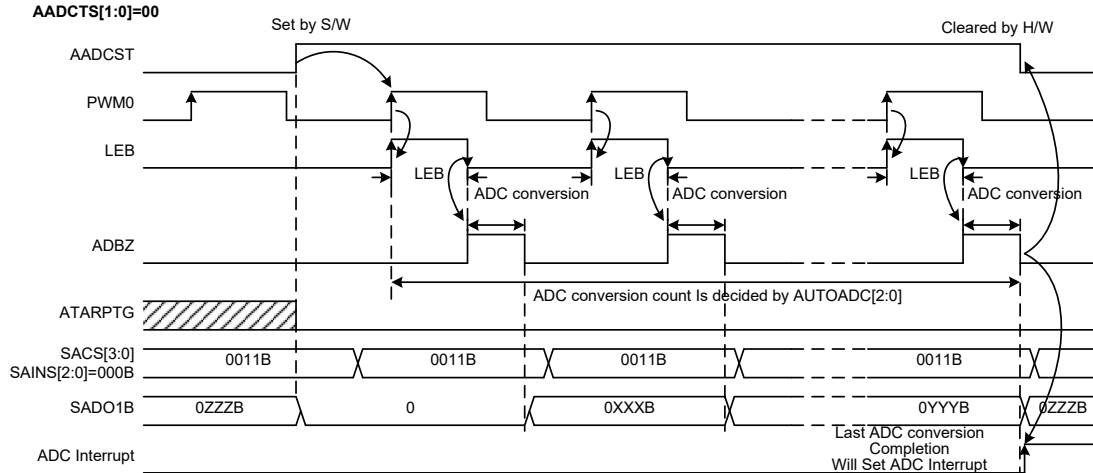 AADCTS[1:0]=00
Set by S/W
Cleared by H/W
AADCST
PWM0
LEB
LEB
LEB
LEB
ADC conversion
ADC conversion
ADC conversion
ADBZ
ADC conversion count Is decided by AUTOADC[2:0]
ATARPTG
SACS[3:0]
SAINS[2:0]=000B
0011B
0011B
0011B
0011B
SADO1B
0ZZZB
0
0XXXB
0YYYB
0ZZZB
Last ADC conversion
Completion
Will Set ADC Interrupt
ADC Interrupt